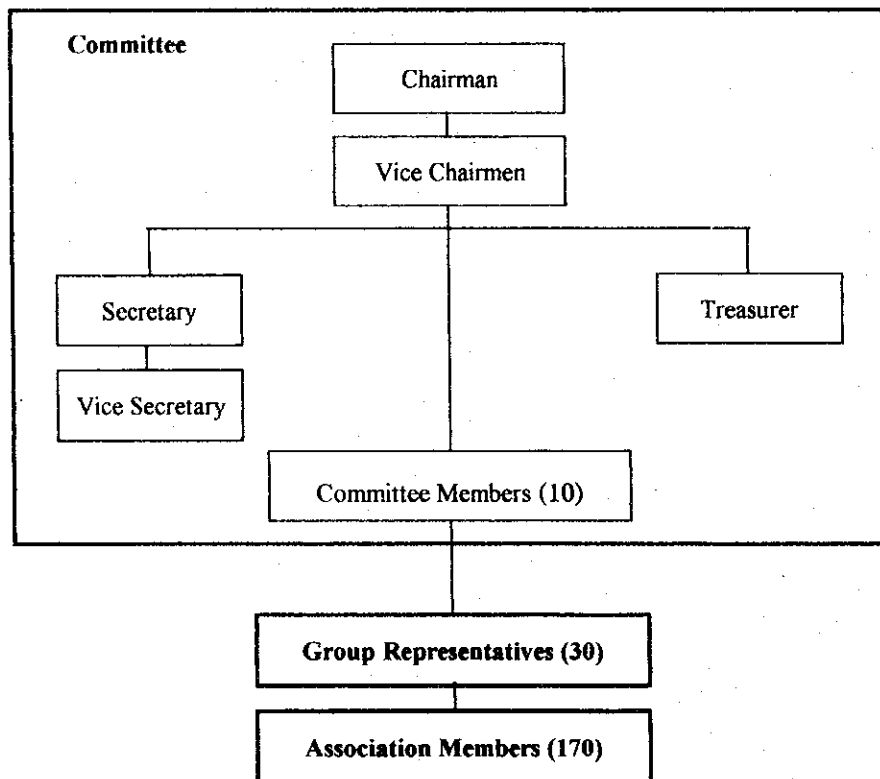 Committee
Chairman
Vice Chairmen
Secretary
Treasurer
Vice Secretary
Committee Members (10)
Group Representatives (30)
Association Members (170)